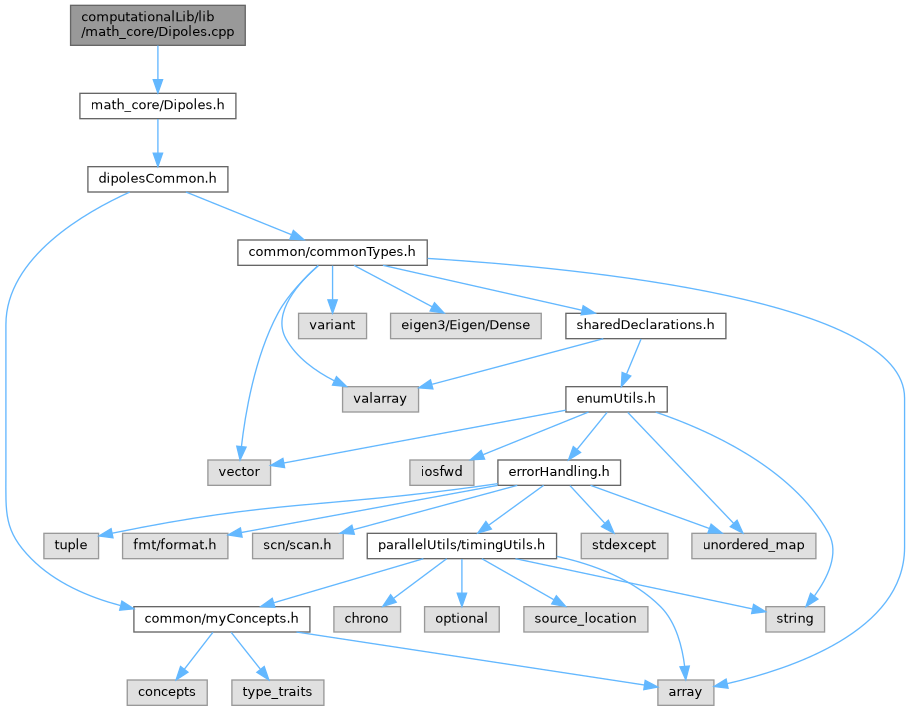 computationalLib/lib
/math_core/Dipoles.cpp
math_core/Dipoles.h
dipolesCommon.h
common/commonTypes.h
variant
eigen3/Eigen/Dense
sharedDeclarations.h
valarray
enumUtils.h
vector
iosfwd
errorHandling.h
tuple
fmt/format.h
scn/scan.h
parallelUtils/timingUtils.h
stdexcept
unordered_map
common/myConcepts.h
chrono
optional
source_location
string
concepts
type_traits
array